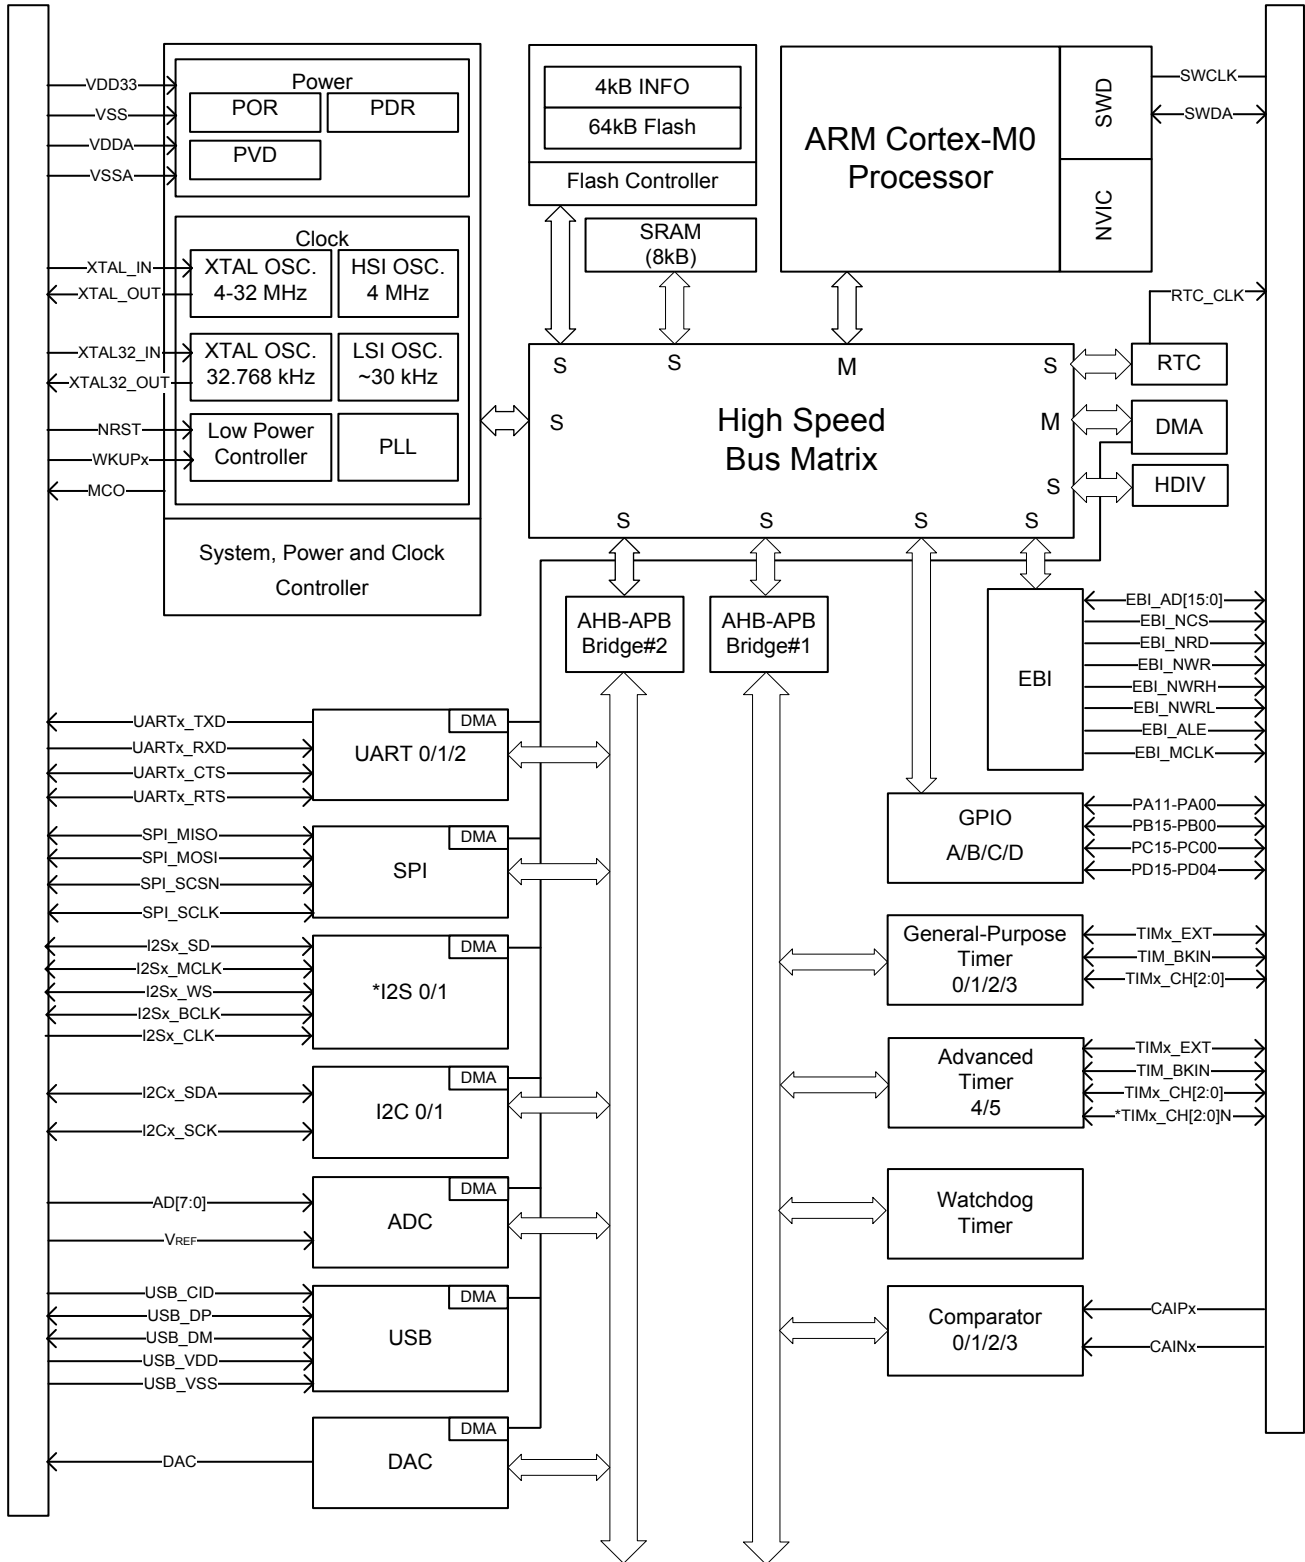 VDD33
VSS
VDDA
VSSA
Power
POR
PDR
PVD
XTAL_IN
XTAL_OUT
XTAL32_IN
XTAL32_OUT
NRST
WKUPx
MCO
Clock
XTAL OSC.
4-32 MHz
HSI OSC.
4 MHz
XTAL OSC.
32.768 kHz
LSI OSC.
~30 kHz
Low Power
Controller
PLL
System, Power and Clock
Controller
4kB INFO
64kB Flash
Flash Controller
SRAM
(8kB)
ARM Cortex-M0
Processor
SWD
NVIC
SWCLK
SWDA
RTC_CLK
S
S
M
S
S
M
S
High Speed
Bus Matrix
S
S
S
S
RTC
DMA
HDIV
AHB-APB
Bridge#2
AHB-APB
Bridge#1
EBI
EBI_AD[15:0]
EBI_NCS
EBI_NRD
EBI_NWR
EBI_NWRH
EBI_NWRL
EBI_ALE
EBI_MCLK
UARTx_TXD
UARTx_RXD
UARTx_CTS
UARTx_RTS
DMA
UART 0/1/2
GPIO
A/B/C/D
PA11-PA00
PB15-PB00
PC15-PC00
PD15-PD04
SPI_MISO
SPI_MOSI
SPI_SCSN
SPI_SCLK
DMA
SPI
General-Purpose
Timer
0/1/2/3
TIMx_EXT
TIM_BKIN
TIMx_CH[2:0]
I2Sx_SD
I2Sx_MCLK
I2Sx_WS
I2Sx_BCLK
I2Sx_CLK
DMA
*I2S 0/1
Advanced
Timer
4/5
TIMx_EXT
TIM_BKIN
TIMx_CH[2:0]
*TIMx_CH[2:0]N
I2Cx_SDA
I2Cx_SCK
DMA
I2C 0/1
AD[7:0]
VREF
DMA
ADC
Watchdog
Timer
USB_CID
USB_DP
USB_DM
USB_VDD
USB_VSS
DMA
USB
Comparator
0/1/2/3
CAIPx
CAINx
DAC
DMA
DAC